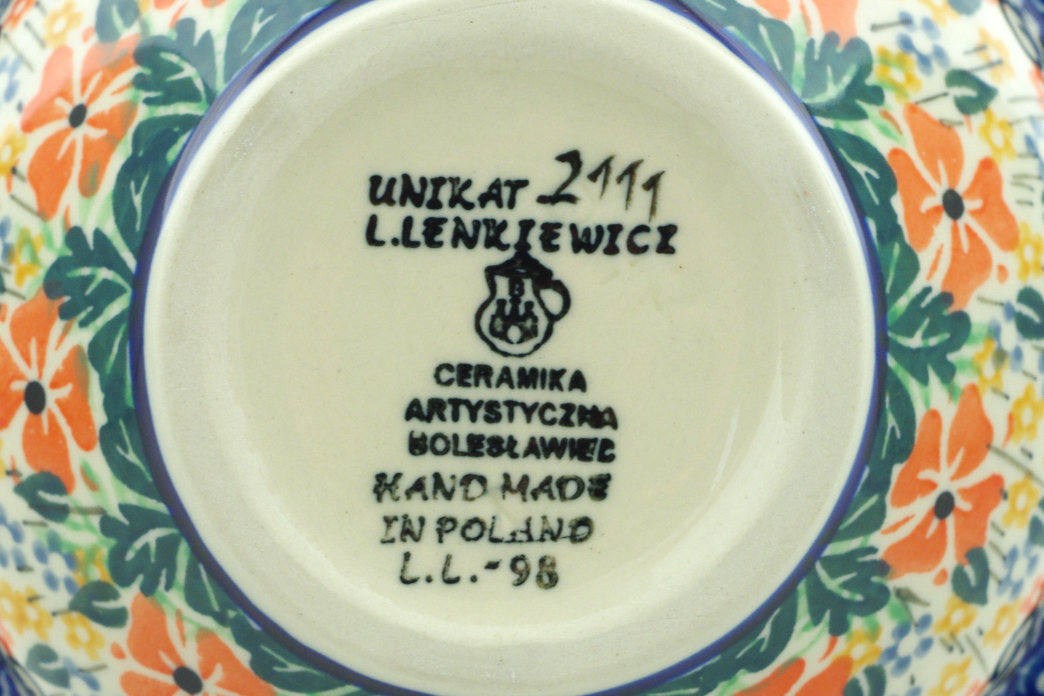 UNIKAT 2111
L.LENKIEWICZ
B
CERAMIKA
ARTYSTYCZNA
BOLESŁAWIEC
HAND MADE
IN POLAND
L.L.-98